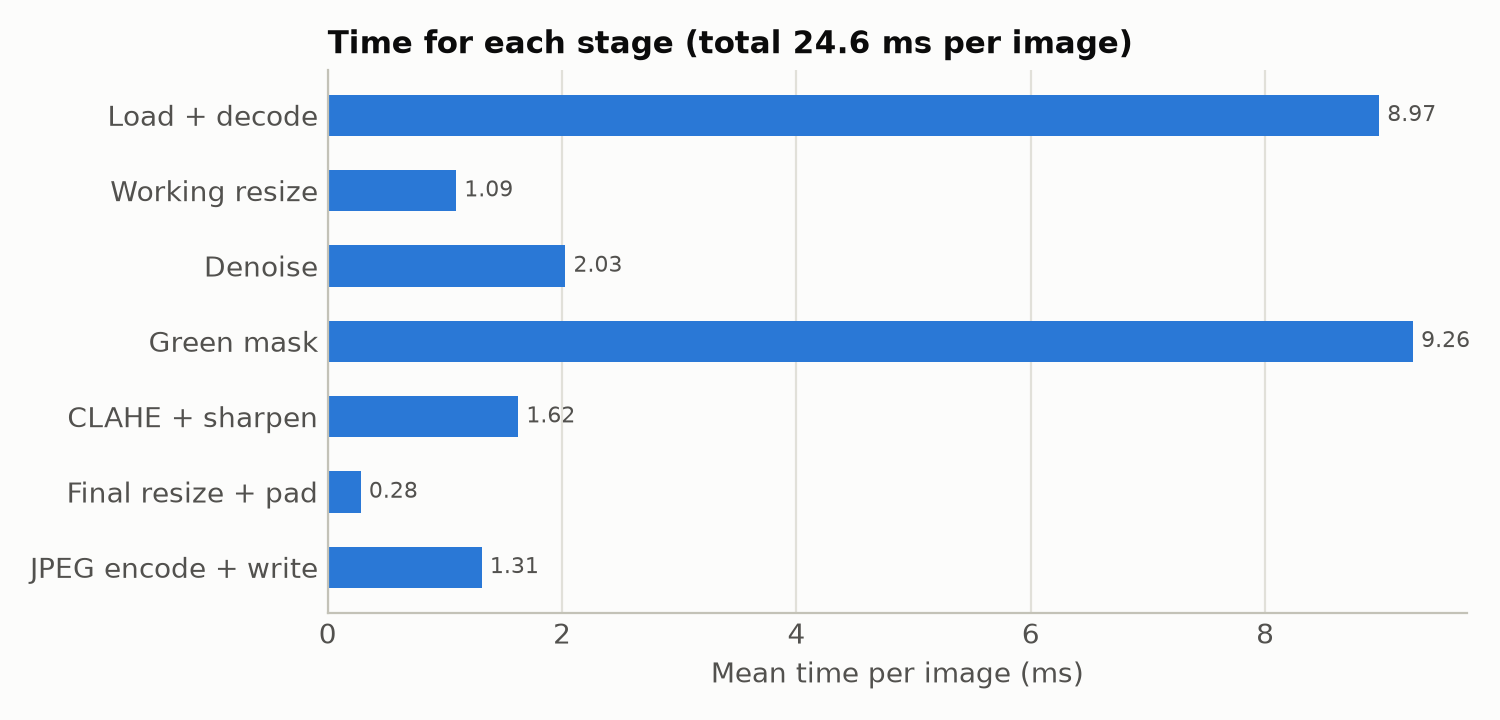 Time for each stage (total 24.6 ms per image)
Load + decode 8.97
Working resize 1.09
Denoise 2.03
Green mask 9.26
CLAHE + sharpen 1.62
Final resize + pad 0.28
JPEG encode + write 1.31
0 2 4 6 8
Mean time per image (ms)